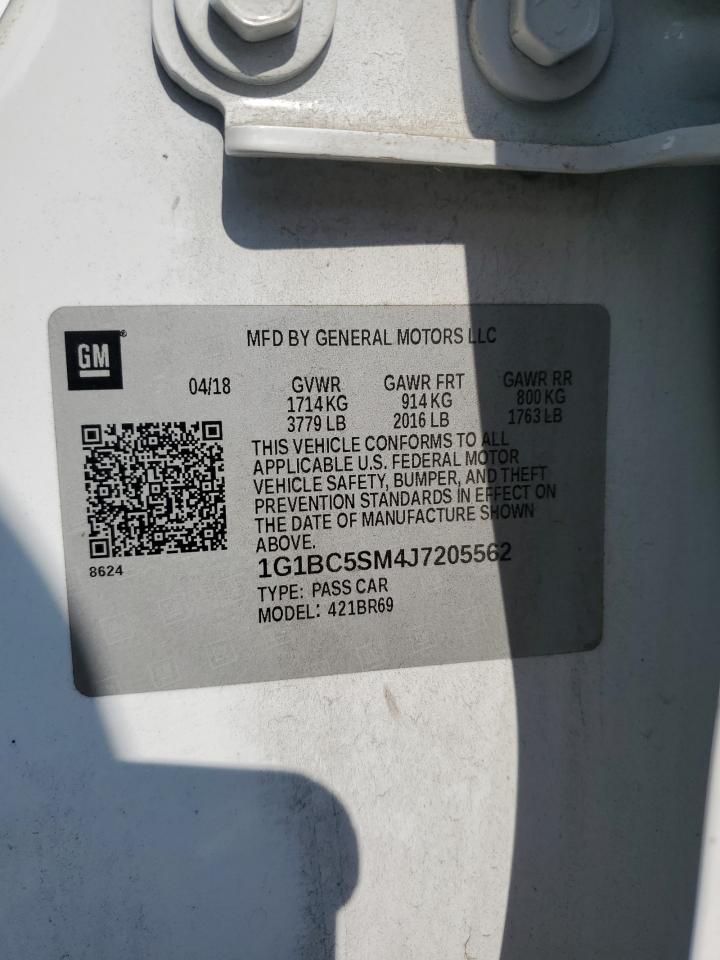 GM®
MFD BY GENERAL MOTORS LLC
04/18 GVWR GAWR FRT GAWR RR
1714 KG 914 KG 800 KG
3779 LB 2016 LB 1763 LB
THIS VEHICLE CONFORMS TO ALL
APPLICABLE U.S. FEDERAL MOTOR
VEHICLE SAFETY, BUMPER, AND THEFT
PREVENTION STANDARDS IN EFFECT ON
THE DATE OF MANUFACTURE SHOWN
ABOVE.
8624
1G1BC5SM4J7205562
TYPE: PASS CAR
MODEL: 421BR69